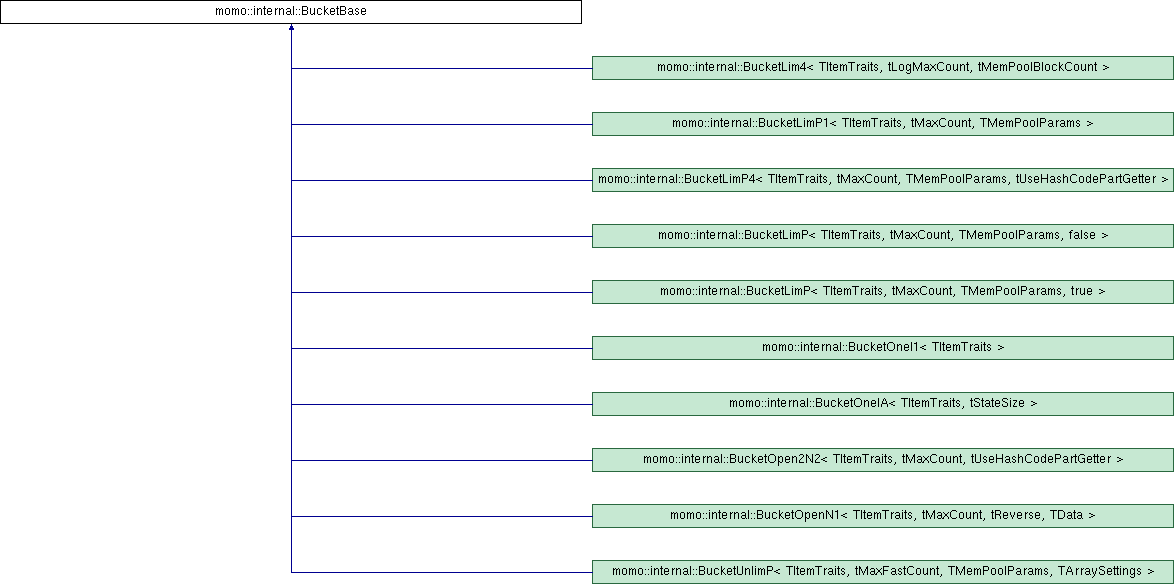 momo::internal::BucketBase
momo::internal::BucketLim4< TItemTraits, tLogMaxCount, tMemPoolBlockCount >
momo::internal::BucketLimP1< TItemTraits, tMaxCount, TMemPoolParams >
momo::internal::BucketLimP4< TItemTraits, tMaxCount, TMemPoolParams, tUseHashCodePartGetter >
momo::internal::BucketLimP< TItemTraits, tMaxCount, TMemPoolParams, false >
momo::internal::BucketLimP< TItemTraits, tMaxCount, TMemPoolParams, true >
momo::internal::BucketOneI1< TItemTraits >
momo::internal::BucketOneIA< TItemTraits, tStateSize >
momo::internal::BucketOpen2N2< TItemTraits, tMaxCount, tUseHashCodePartGetter >
momo::internal::BucketOpenN1< TItemTraits, tMaxCount, tReverse, TData >
momo::internal::BucketUnlimP< TItemTraits, tMaxFastCount, TMemPoolParams, TArraySettings >